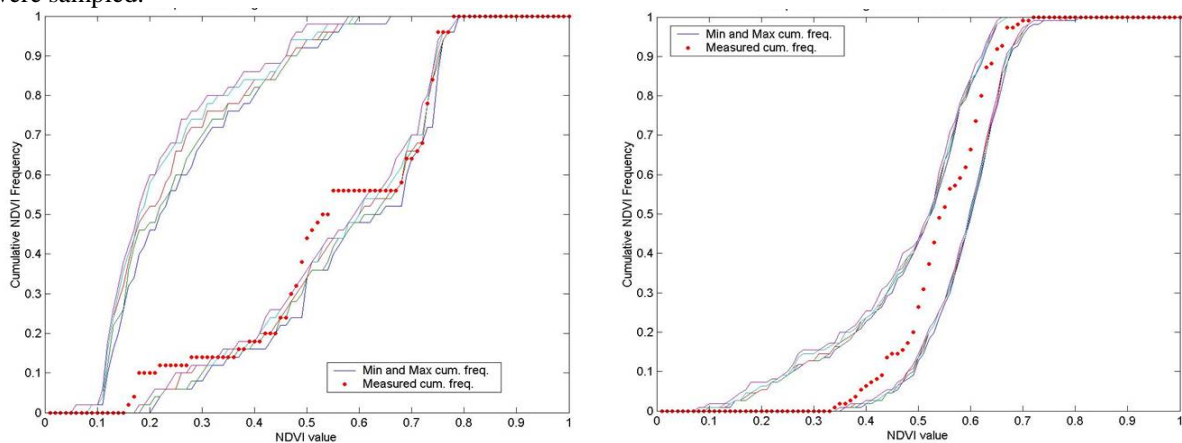 were sampled.
1
0.9
0.8
0.7
0.6
0.5
0.4
0.3
0.2
0.1
0
Cumulative NDVI Frequency
Min and Max cum. freq.
Measured cum. freq.
0 0.1 0.2 0.3 0.4 0.5 0.6 0.7 0.8 0.9 1
NDVI value
1
0.9
0.8
0.7
0.6
0.5
0.4
0.3
0.2
0.1
0
Cumulative NDVI Frequency
Min and Max cum. freq.
Measured cum. freq.
0 0.1 0.2 0.3 0.4 0.5 0.6 0.7 0.8 0.9 1
NDVI value